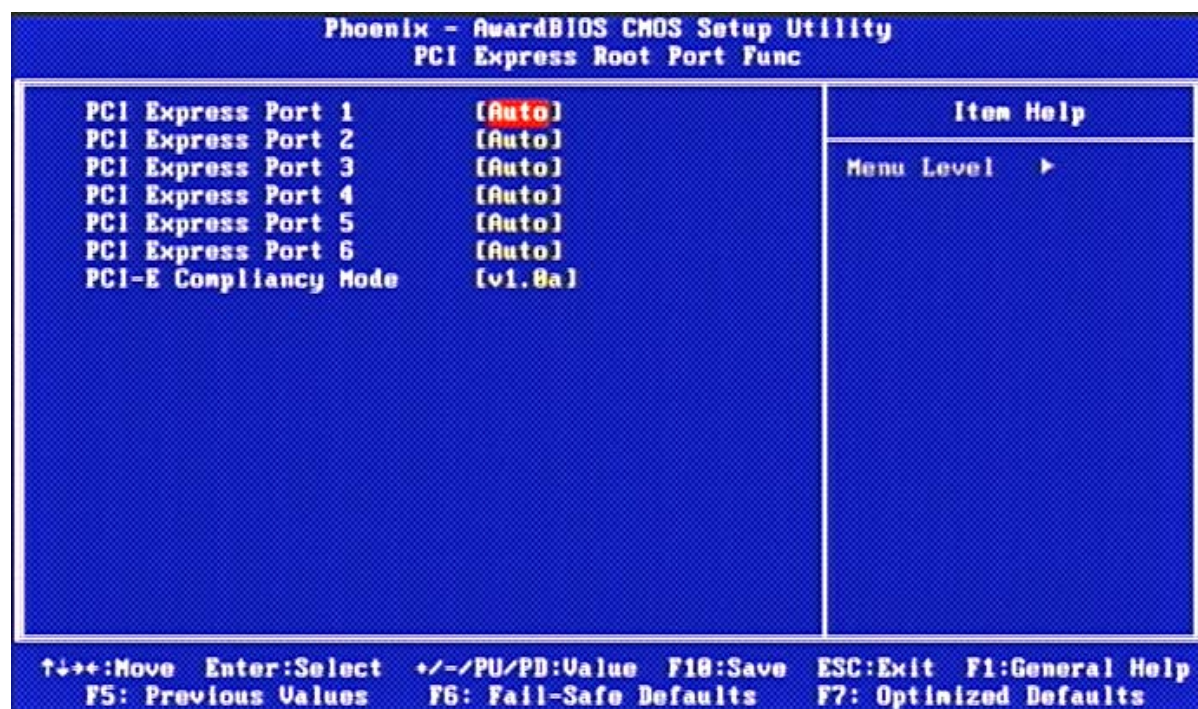 Phoenix - AwardBIOS CMOS Setup Utility
PCI Express Root Port Func
PCI Express Port 1 [Auto]
PCI Express Port 2 [Auto]
PCI Express Port 3 [Auto]
PCI Express Port 4 [Auto]
PCI Express Port 5 [Auto]
PCI Express Port 6 [Auto]
PCI-E Compliancy Mode [v1.0a]
Item Help
Menu Level ▶
↑↓→←:Move Enter:Select +/-/PU/PD:Value F10:Save ESC:Exit F1:General Help
F5: Previous Values F6: Fail-Safe Defaults F7: Optimized Defaults